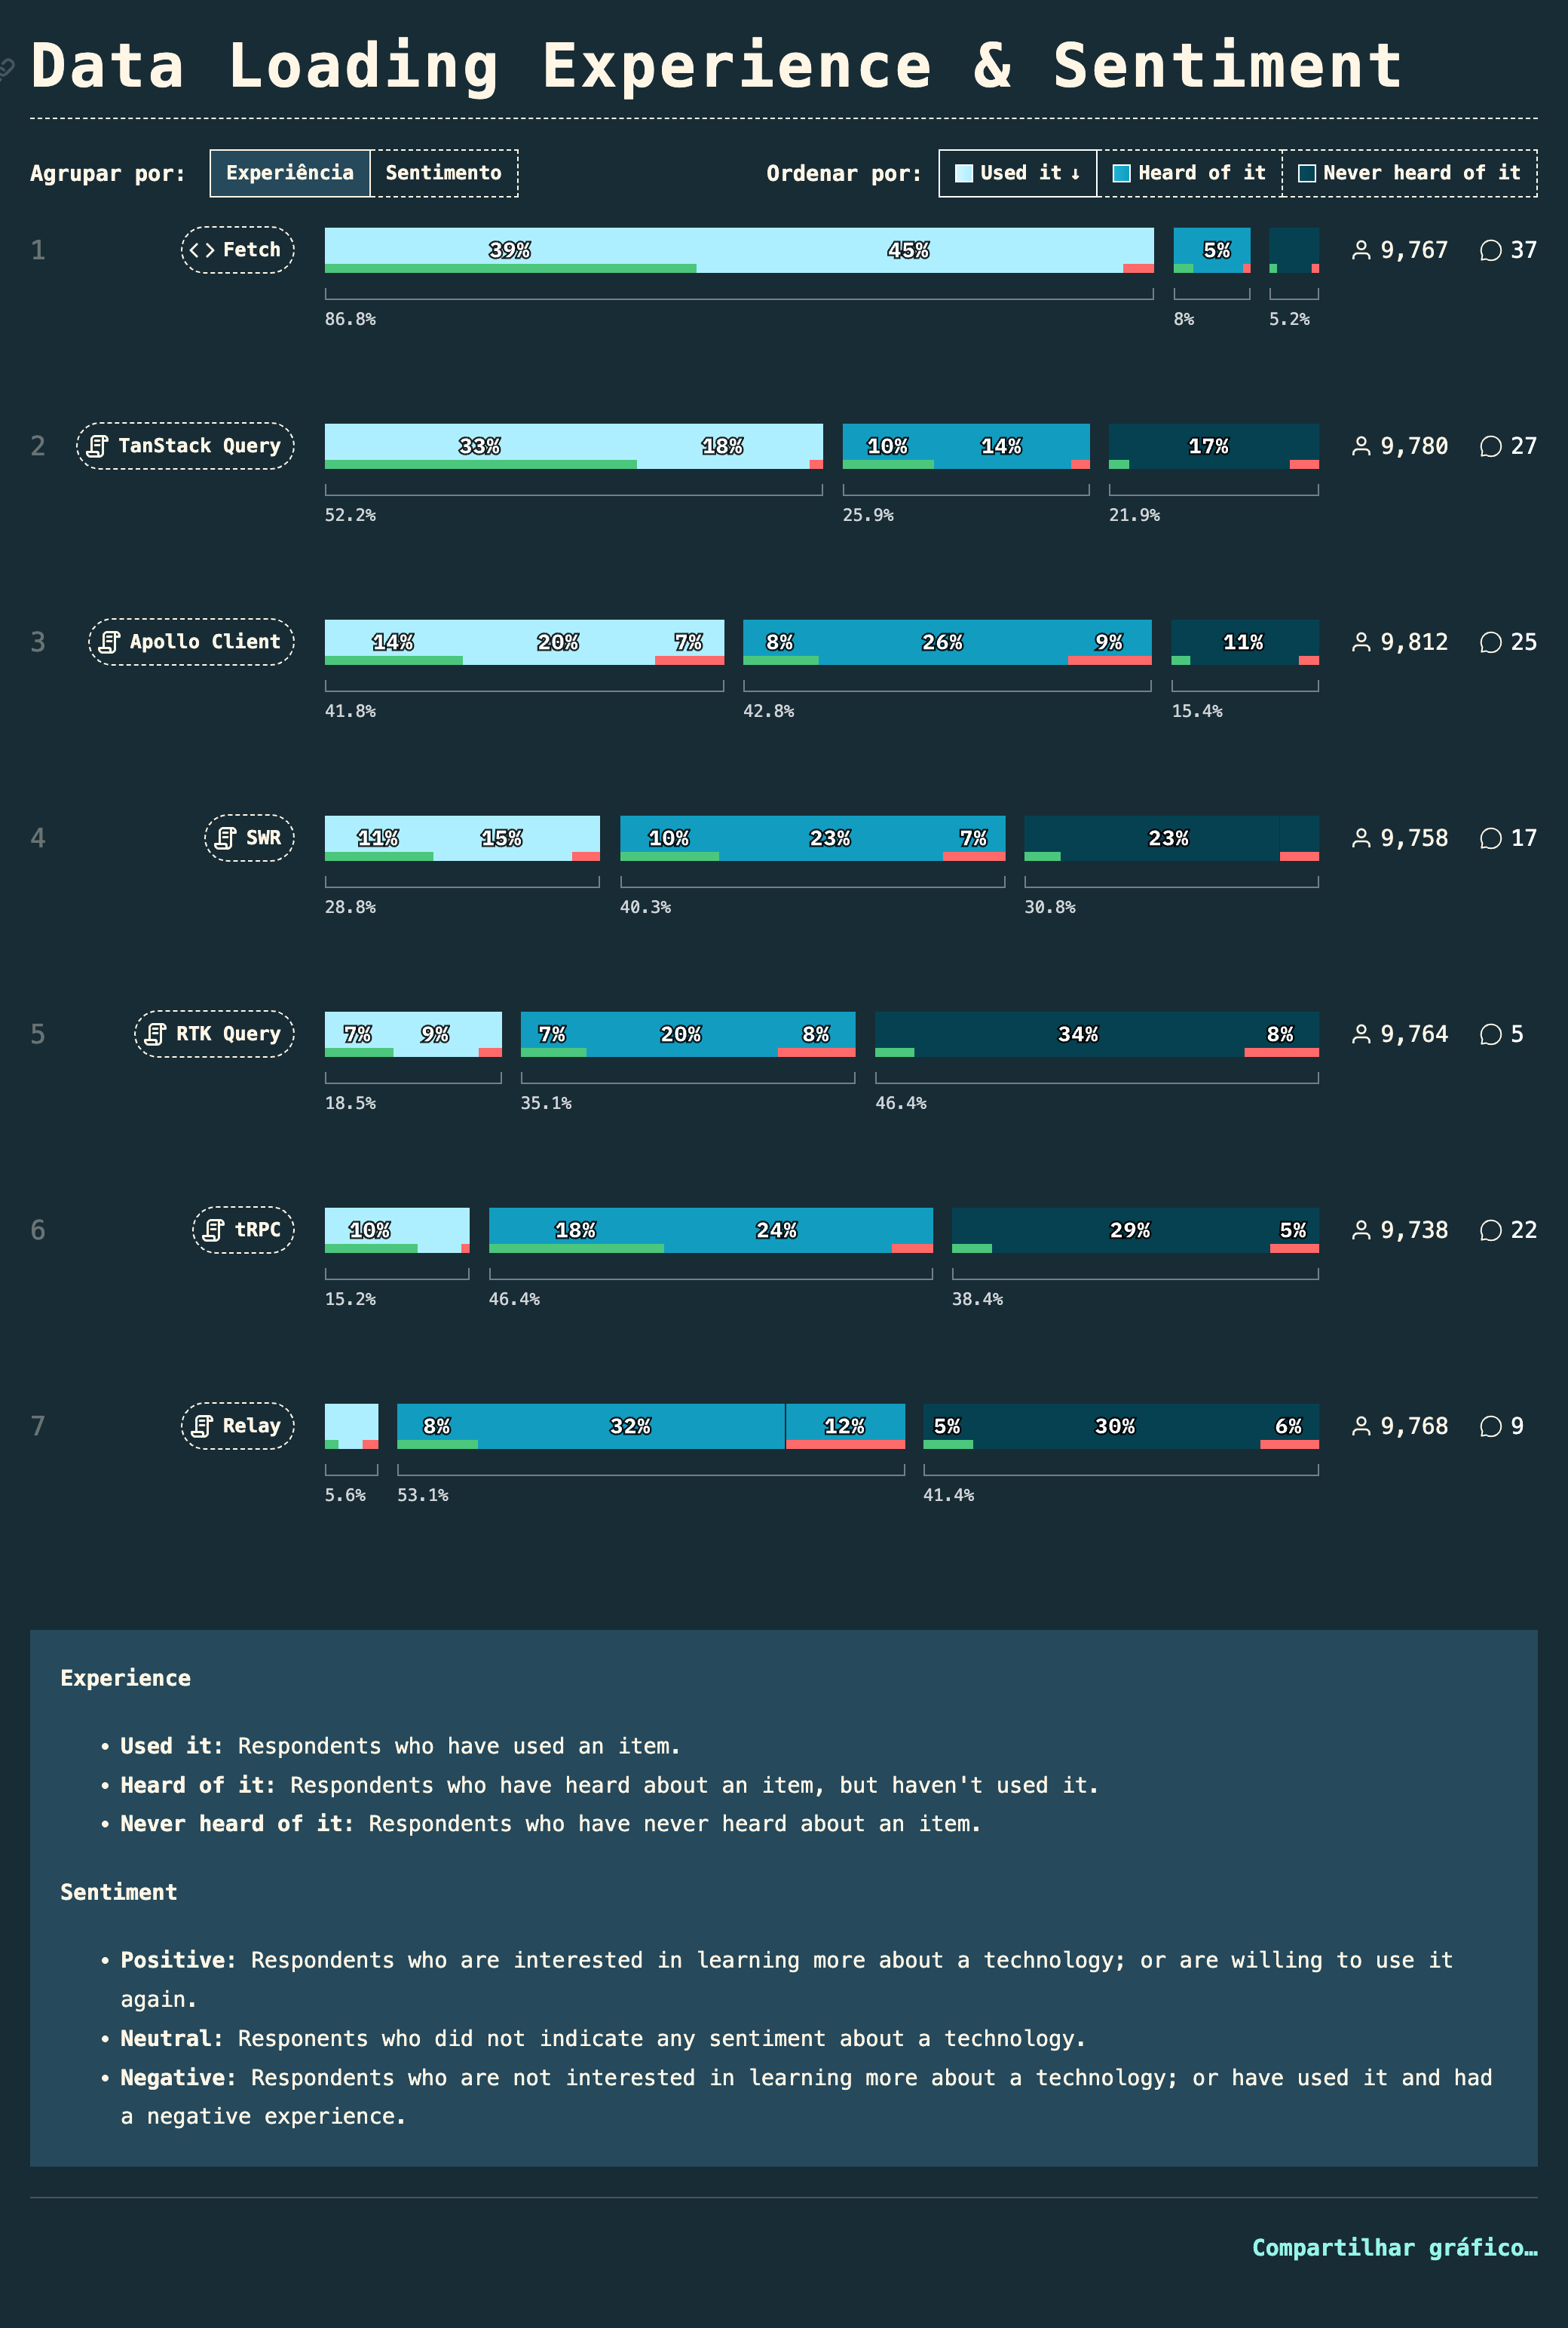 Data Loading Experience & Sentiment
Agrupar por: Experiência Sentimento Ordenar por: Used it ↓ Heard of it Never heard of it
1 Fetch 39% 45% 5% 9,767 37
86.8% 8% 5.2%
2 TanStack Query 33% 18% 10% 14% 17% 9,780 27
52.2% 25.9% 21.9%
3 Apollo Client 14% 20% 7% 8% 26% 9% 11% 9,812 25
41.8% 42.8% 15.4%
4 SWR 11% 15% 10% 23% 7% 23% 9,758 17
28.8% 40.3% 30.8%
5 RTK Query 7% 9% 7% 20% 8% 34% 8% 9,764 5
18.5% 35.1% 46.4%
6 tRPC 10% 18% 24% 29% 5% 9,738 22
15.2% 46.4% 38.4%
7 Relay 8% 32% 12% 5% 30% 6% 9,768 9
5.6% 53.1% 41.4%
Experience
• Used it: Respondents who have used an item.
• Heard of it: Respondents who have heard about an item, but haven't used it.
• Never heard of it: Respondents who have never heard about an item.
Sentiment
• Positive: Respondents who are interested in learning more about a technology; or are willing to use it
again.
• Neutral: Responents who did not indicate any sentiment about a technology.
• Negative: Respondents who are not interested in learning more about a technology; or have used it and had
a negative experience.
Compartilhar gráfico…